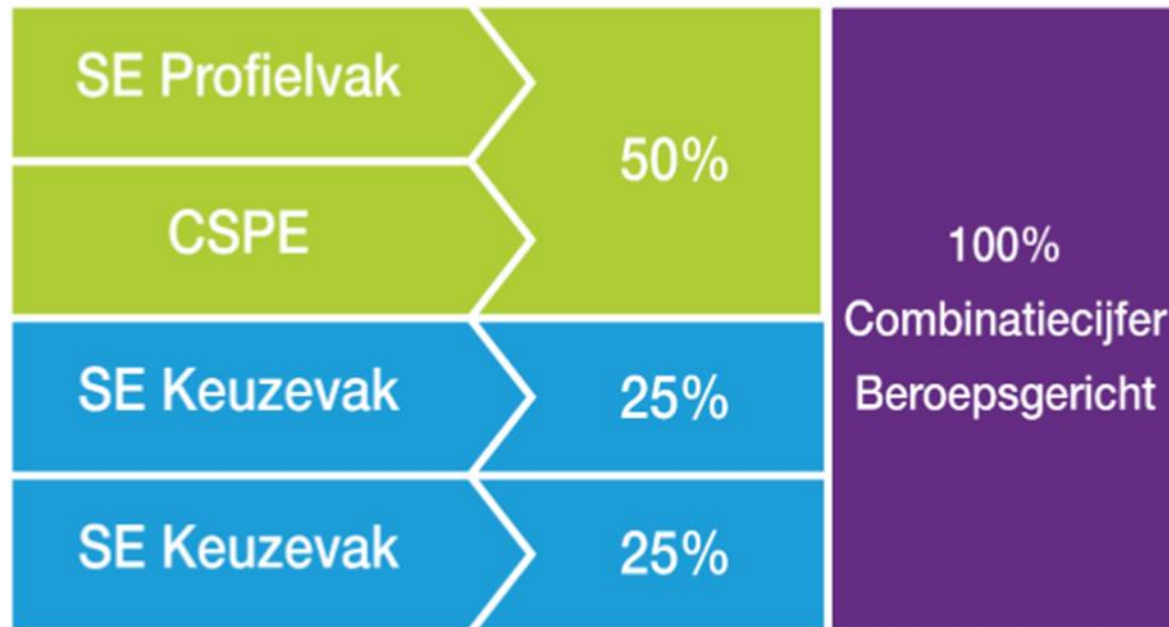 SE Profielvak
CSPE
50%
SE Keuzevak
25%
SE Keuzevak
25%
100%
Combinatiecijfer
Beroepsgericht